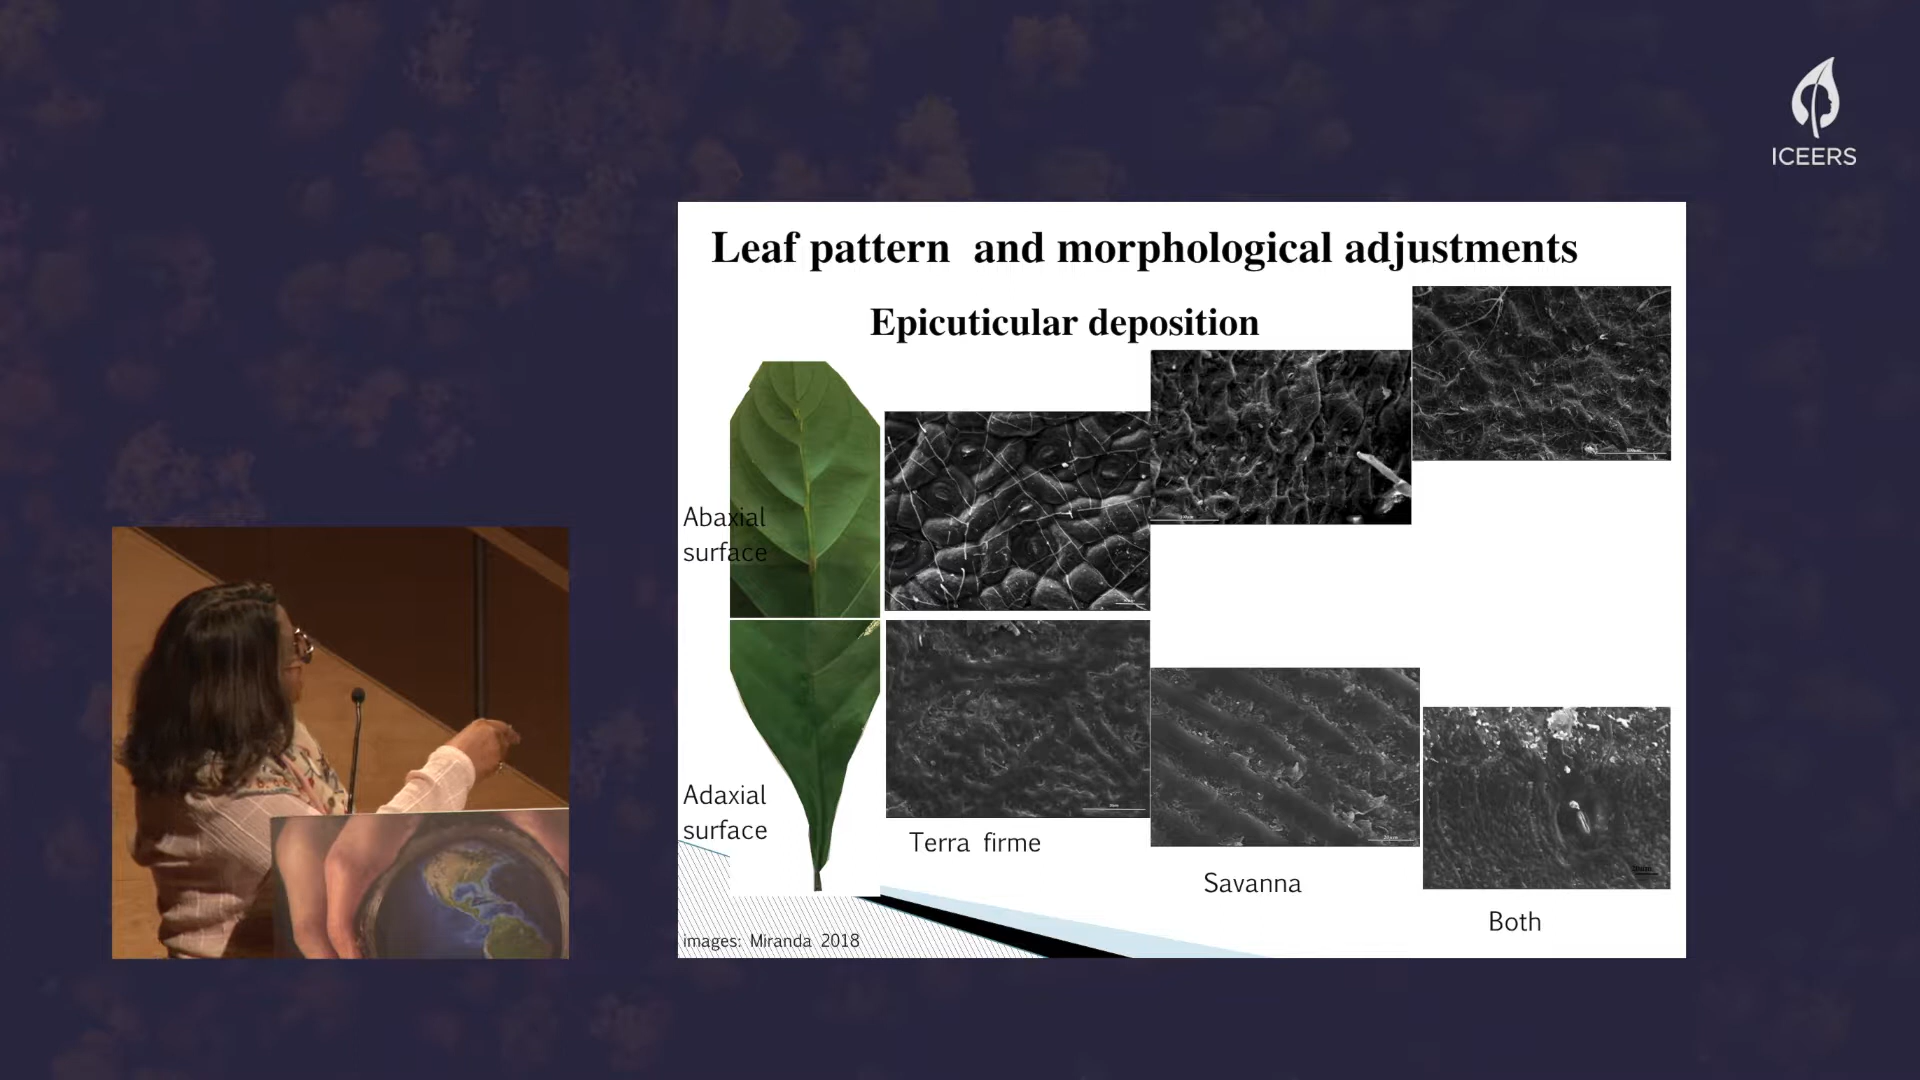 ICEERS
Leaf pattern and morphological adjustments
Epicuticular deposition
Abaxial
surface
Adaxial
surface
Terra firme
Savanna
Both
images: Miranda 2018